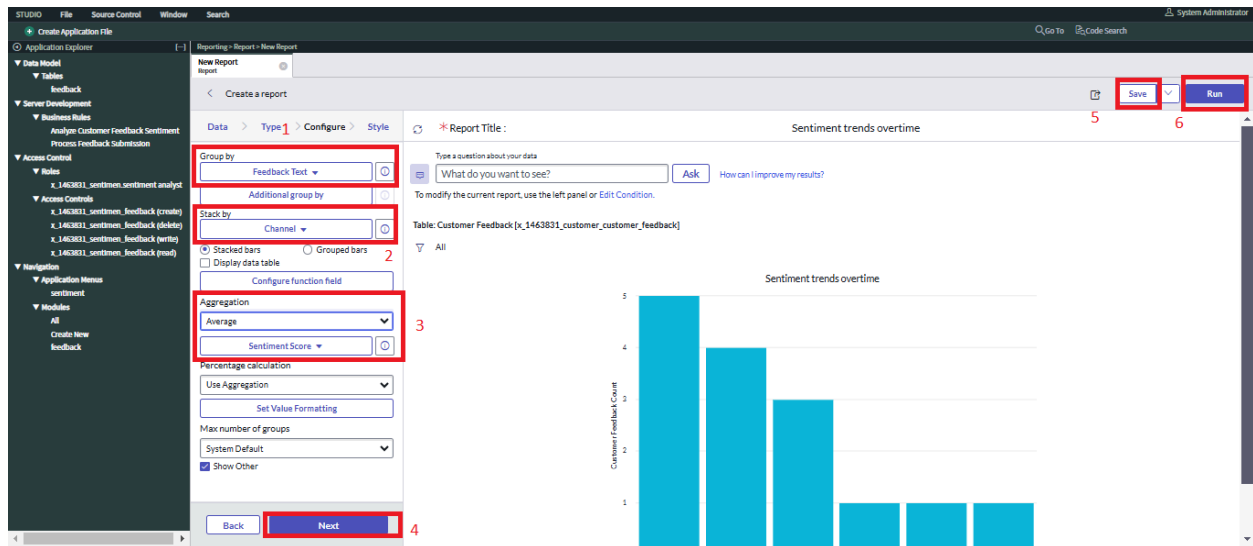 STUDIO File Source Control Window Search
System Administrator
Create Application File
Go To Code Search
Application Explorer
Reporting > Report > New Report
Data Model
Tables
feedback
Server Development
Business Rules
Analyze Customer Feedback Sentiment
Process Feedback Submission
Access Control
Roles
x_1463831_sentimen.sentiment analyst
Access Controls
x_1463831_sentimen_feedback (create)
x_1463831_sentimen_feedback (delete)
x_1463831_sentimen_feedback (write)
x_1463831_sentimen_feedback (read)
Navigation
Application Menus
sentiment
Modules
All
Create New
feedback
New Report
Report
Create a report
Save
Run
5
6
Data > Type > Configure > Style
1
Group by
Feedback Text
Additional group by
Stack by
Channel
2
Stacked bars Grouped bars
Display data table
Configure function field
Aggregation
Average
Sentiment Score
3
Percentage calculation
Use Aggregation
Set Value Formatting
Max number of groups
System Default
Show Other
Back Next
4
*Report Title : Sentiment trends overtime
Type a question about your data
What do you want to see? Ask How can I improve my results?
To modify the current report, use the left panel or Edit Condition.
Table: Customer Feedback [x_1463831_customer_customer_feedback]
All
Sentiment trends overtime
Customer Feedback Count
5
4
3
2
1